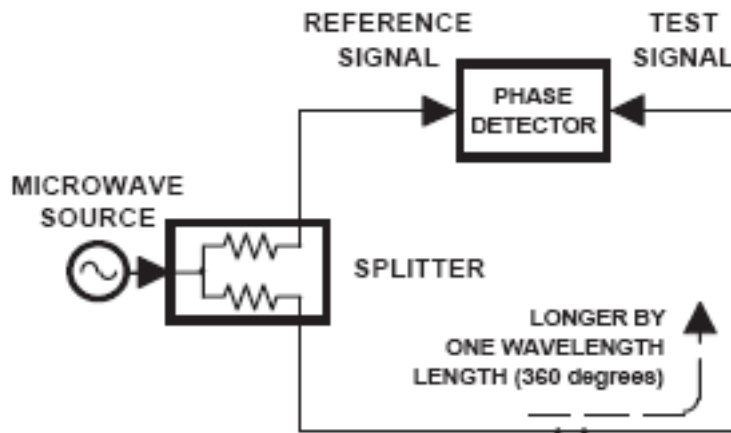 REFERENCE
SIGNAL
TEST
SIGNAL
PHASE
DETECTOR
MICROWAVE
SOURCE
SPLITTER
LONGER BY
ONE WAVELENGTH
LENGTH (360 degrees)